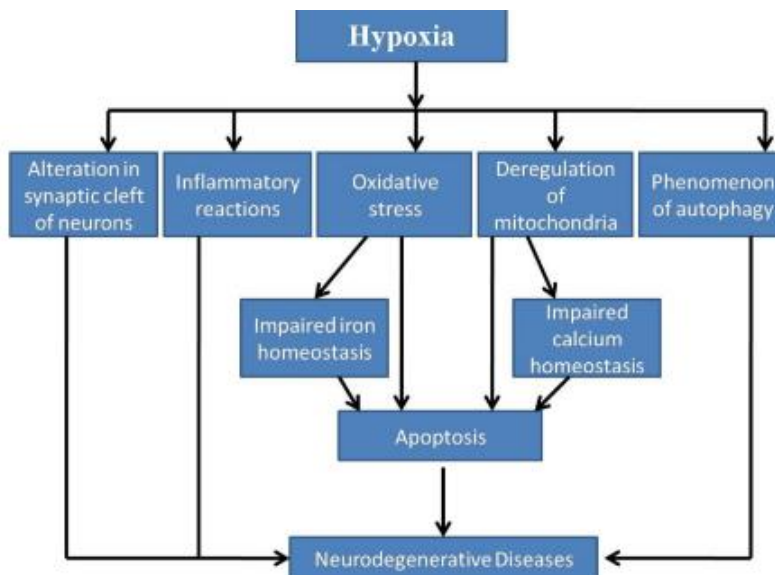 Hypoxia
Alteration in
synaptic cleft
of neurons
Inflammatory
reactions
Oxidative
stress
Deregulation
of
mitochondria
Phenomenon
of autophagy
Impaired iron
homeostasis
Impaired
calcium
homeostasis
Apoptosis
Neurodegenerative Diseases